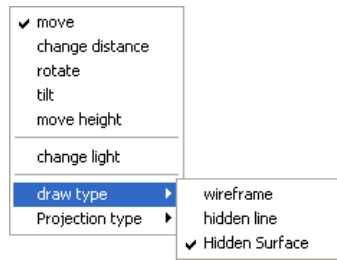 move
change distance
rotate
tilt
move height
change light
draw type
Projection type
wireframe
hidden line
Hidden Surface